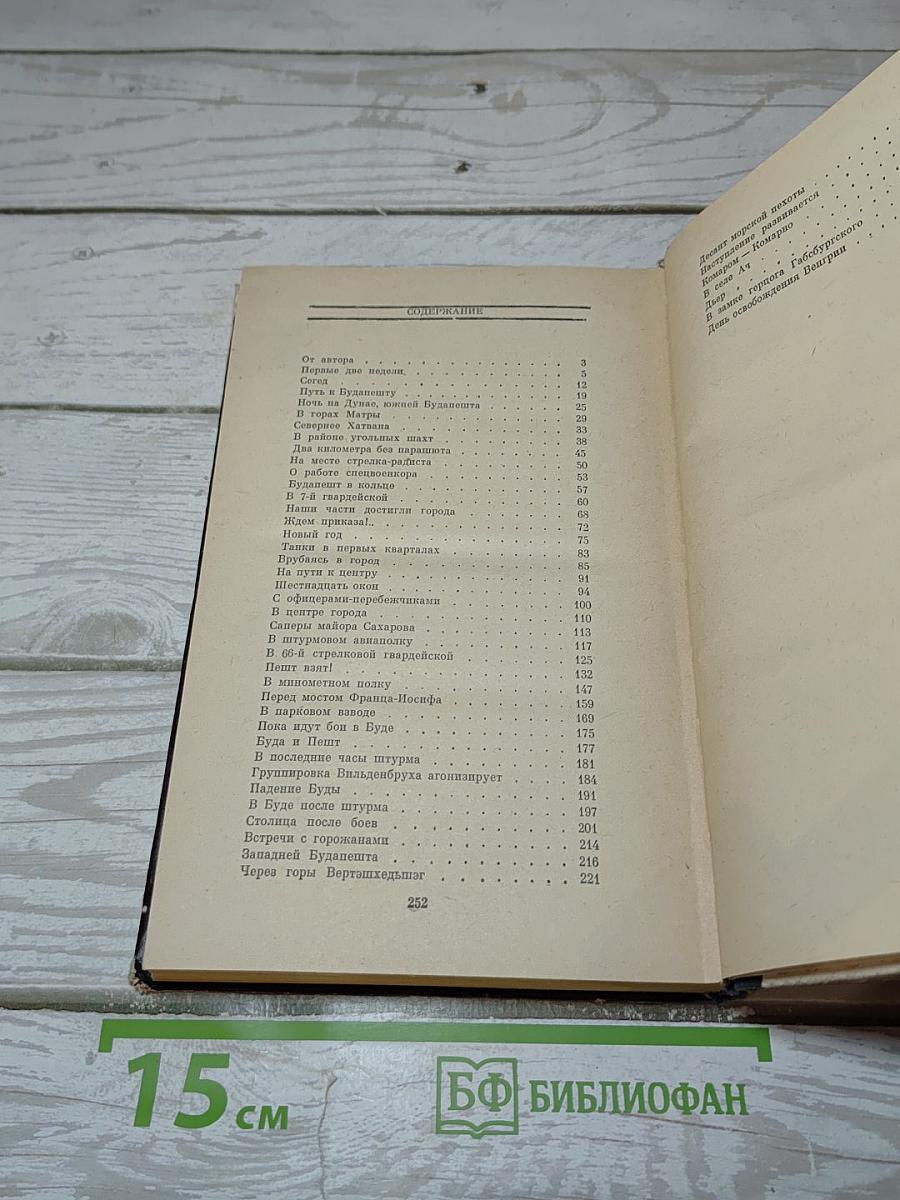 СОДЕРЖАНИЕ
От автора . . . . . . . . . . . . 3
Первые две недели. . . . . . . . . . 5
Сегед . . . . . . . . . . . . . 12
Путь к Будапешту . . . . . . . . . . 19
Ночь на Дунае, южней Будапешта . . . . . . 25
В горах Матры . . . . . . . . . . . 29
Севернее Хатвана . . . . . . . . . . 33
В районе угольных шахт . . . . . . . . 38
Два километра без парашюта . . . . . . . 45
На месте стрелка-радиста . . . . . . . . 50
О работе спецвоенкора . . . . . . . . . 53
Будапешт в кольце . . . . . . . . . . 57
В 7-й гвардейской . . . . . . . . . . 60
Наши части достигли города . . . . . . . 68
Ждем приказа!.. . . . . . . . . . . 72
Новый год . . . . . . . . . . . . 75
Танки в первых кварталах . . . . . . . . 83
Врубаясь в город . . . . . . . . . . 85
На пути к центру . . . . . . . . . . 91
Шестнадцать окон . . . . . . . . . . 94
С офицерами-перебежчиками . . . . . . . 100
В центре города . . . . . . . . . . 110
Саперы майора Сахарова . . . . . . . . 113
В штурмовом авиаполку . . . . . . . . 117
В 66-й стрелковой гвардейской . . . . . . 125
Пешт взят! . . . . . . . . . . . . 132
В минометном полку . . . . . . . . . 147
Перед мостом Франца-Иосифа . . . . . . . 159
В парковом взводе . . . . . . . . . . 169
Пока идут бои в Буде . . . . . . . . . 175
Буда и Пешт . . . . . . . . . . . 177
В последние часы штурма . . . . . . . . 181
Группировка Вильденбруха агонизирует . . . . 184
Падение Буды . . . . . . . . . . . 191
В Буде после штурма . . . . . . . . . 197
Столица после боев . . . . . . . . . 201
Встречи с горожанами . . . . . . . . . 214
Западней Будапешта . . . . . . . . . 216
Через горы Вертэшхедьшэг . . . . . . . . 221
252
Десант морской пехоты . . . . . .
Наступление развивается . . . . . .
Комаром — Комарно . . . . . .
В селе Ач . . . . . .
Дьер . . . . . .
В замке герцога Габсбургского . . .
День освобождения Венгрии . . .
15 см
БФ БИБЛИОФАН